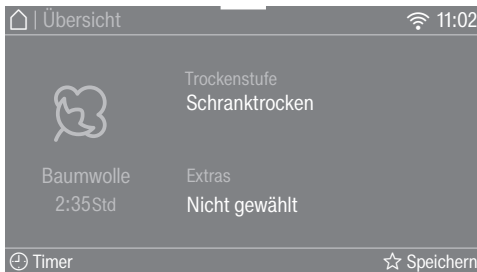 | Übersicht
11:02
Trockenstufe
Schranktrocken
Baumwolle
2:35Std
Extras
Nicht gewählt
Timer
Speichern